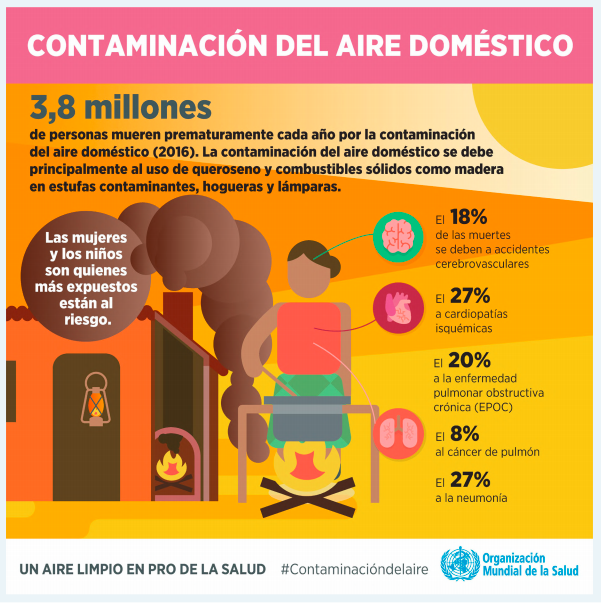 CONTAMINACIÓN DEL AIRE DOMÉSTICO
3,8 millones
de personas mueren prematuramente cada año por la contaminación
del aire doméstico (2016). La contaminación del aire doméstico se debe
principalmente al uso de queroseno y combustibles sólidos como madera
en estufas contaminantes, hogueras y lámparas.
Las mujeres
y los niños
son quienes
más expuestos
están al
riesgo.
El 18%
de las muertes
se deben a accidentes
cerebrovasculares
El 27%
a cardiopatías
isquémicas
El 20%
a la enfermedad
pulmonar obstructiva
crónica (EPOC)
El 8%
al cáncer de pulmón
El 27%
a la neumonía
UN AIRE LIMPIO EN PRO DE LA SALUD #Contaminacióndelaire
Organización
Mundial de la Salud